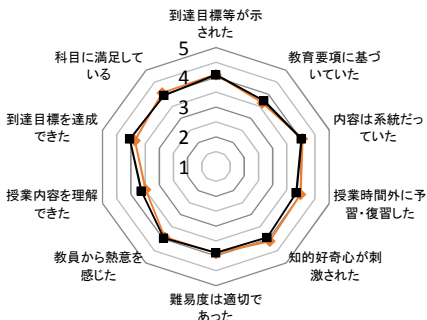 到達目標等が示
された
教育要項に基づ
いていた
内容は系統だっ
ていた
授業時間外に予
習・復習した
知的好奇心が刺
激された
難易度は適切で
あった
教員から熱意を
感じた
授業内容を理解
できた
到達目標を達成
できた
科目に満足して
いる
5
4
3
2
1